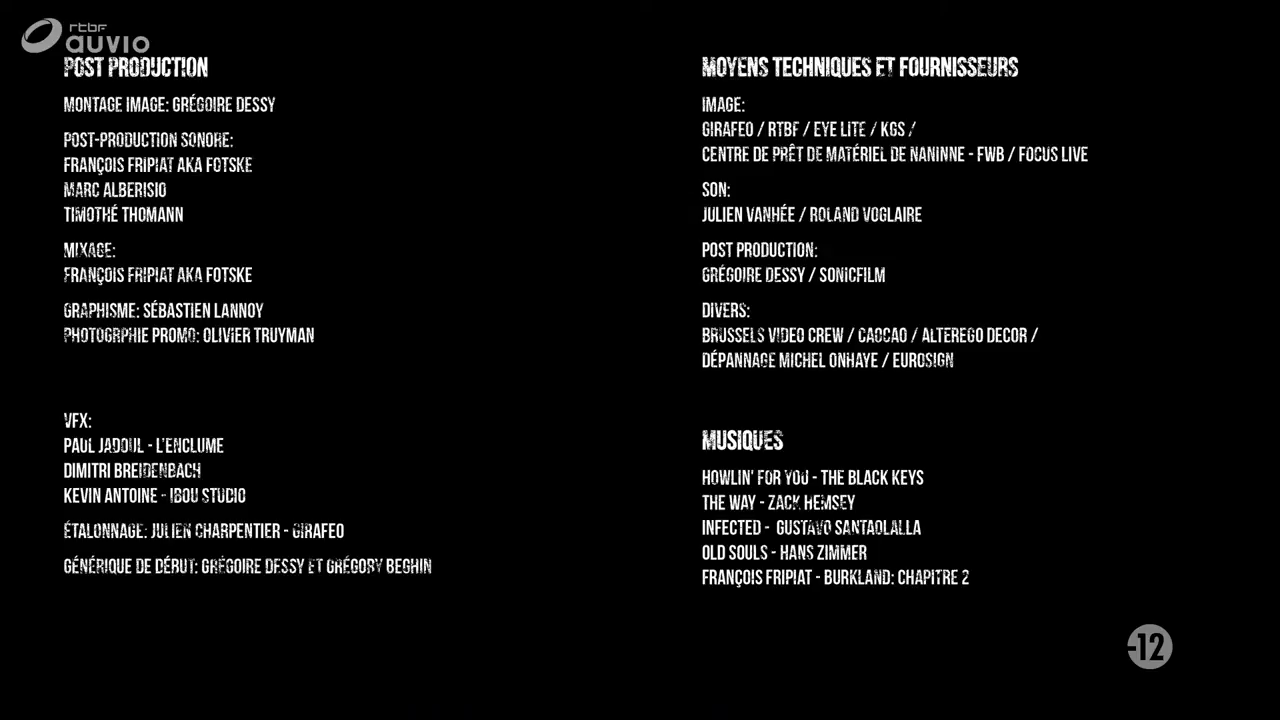 rtbf
auvio
POST PRODUCTION
MONTAGE IMAGE: GRÉGOIRE DESSY
POST-PRODUCTION SONORE:
FRANÇOIS FRIPIAT AKA FOTSKE
MARC ALBERISIO
TIMOTHÉ THOMANN
MIXAGE:
FRANÇOIS FRIPIAT AKA FOTSKE
GRAPHISME: SÉBASTIEN LANNOY
PHOTOGRPHIE PROMO: OLIVIER TRUYMAN
VFX:
PAUL JADOUL - L'ENCLUME
DIMITRI BREIDENBACH
KEVIN ANTOINE - IBOU STUDIO
ÉTALONNAGE: JULIEN CHARPENTIER - GIRAFEO
GÉNÉRIQUE DE DÉBUT: GRÉGOIRE DESSY ET GRÉGORY BEGHIN
MOYENS TECHNIQUES ET FOURNISSEURS
IMAGE:
GIRAFEO / RTBF / EYE LITE / KGS /
CENTRE DE PRÊT DE MATÉRIEL DE NANINNE - FWB / FOCUS LIVE
SON:
JULIEN VANHÉE / ROLAND VOGLAIRE
POST PRODUCTION:
GRÉGOIRE DESSY / SONICFILM
DIVERS:
BRUSSELS VIDEO CREW / CAOCAO / ALTEREGO DECOR /
DÉPANNAGE MICHEL ONHAYE / EUROSIGN
MUSIQUES
HOWLIN' FOR YOU - THE BLACK KEYS
THE WAY - ZACK HEMSEY
INFECTED - GUSTAVO SANTAOLALLA
OLD SOULS - HANS ZIMMER
FRANÇOIS FRIPIAT - BURKLAND: CHAPITRE 2
-12